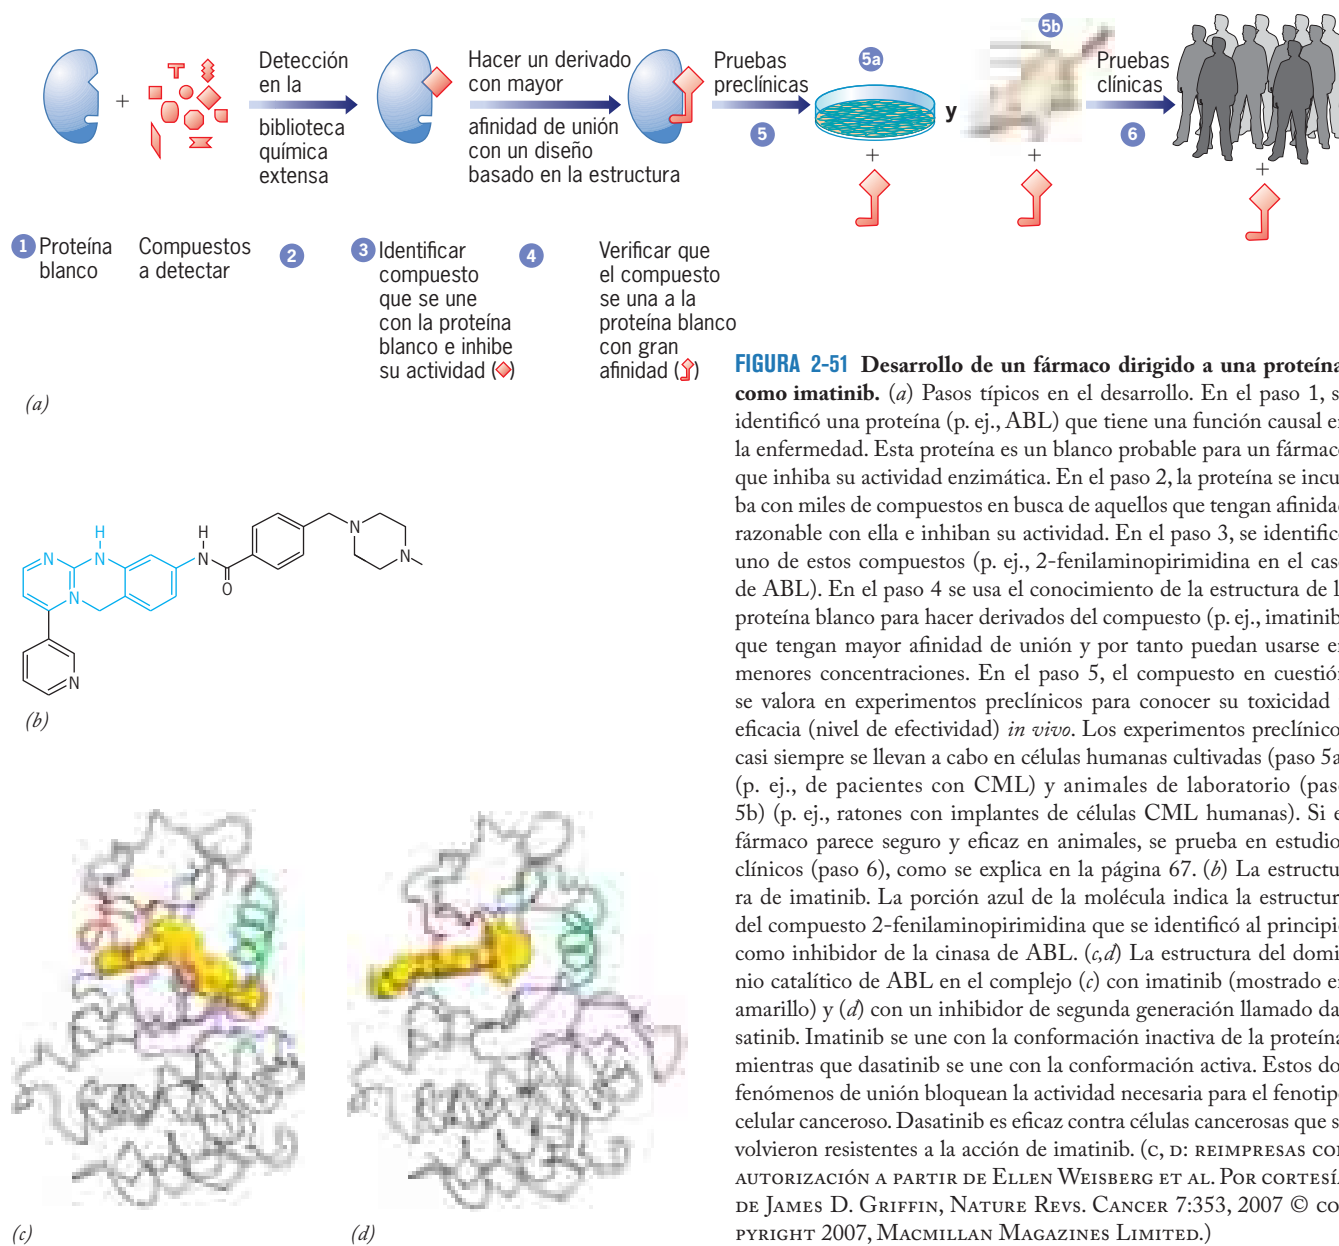 5b
Detección
en la
biblioteca
química
extensa
Hacer un derivado
con mayor
afinidad de unión
con un diseño
basado en la estructura
Pruebas
preclínicas
5
5a
y
Pruebas
clínicas
6
+
+
+
+
1 Proteína
blanco
Compuestos
a detectar
2
3 Identificar
compuesto
que se une
con la proteína
blanco e inhibe
su actividad ( )
4
Verificar que
el compuesto
se una a la
proteína blanco
con gran
afinidad ( )
(a)
H
N
N
N
N
H
N
O
N
N
(b)
(c)
(d)
FIGURA 2-51 Desarrollo de un fármaco dirigido a una proteína
como imatinib. (a) Pasos típicos en el desarrollo. En el paso 1, s
identificó una proteína (p. ej., ABL) que tiene una función causal e
la enfermedad. Esta proteína es un blanco probable para un fármac
que inhiba su actividad enzimática. En el paso 2, la proteína se incu
ba con miles de compuestos en busca de aquellos que tengan afinida
razonable con ella e inhiban su actividad. En el paso 3, se identific
uno de estos compuestos (p. ej., 2-fenilaminopirimidina en el cas
de ABL). En el paso 4 se usa el conocimiento de la estructura de l
proteína blanco para hacer derivados del compuesto (p. ej., imatinib
que tengan mayor afinidad de unión y por tanto puedan usarse e
menores concentraciones. En el paso 5, el compuesto en cuestió
se valora en experimentos preclínicos para conocer su toxicidad
eficacia (nivel de efectividad) in vivo. Los experimentos preclínico
casi siempre se llevan a cabo en células humanas cultivadas (paso 5a
(p. ej., de pacientes con CML) y animales de laboratorio (pas
5b) (p. ej., ratones con implantes de células CML humanas). Si e
fármaco parece seguro y eficaz en animales, se prueba en estudio
clínicos (paso 6), como se explica en la página 67. (b) La estructu
ra de imatinib. La porción azul de la molécula indica la estructur
del compuesto 2-fenilaminopirimidina que se identificó al principi
como inhibidor de la cinasa de ABL. (c,d) La estructura del domi
nio catalítico de ABL en el complejo (c) con imatinib (mostrado e
amarillo) y (d) con un inhibidor de segunda generación llamado da
satinib. Imatinib se une con la conformación inactiva de la proteína
mientras que dasatinib se une con la conformación activa. Estos do
fenómenos de unión bloquean la actividad necesaria para el fenotip
celular canceroso. Dasatinib es eficaz contra células cancerosas que s
volvieron resistentes a la acción de imatinib. (C, D: REIMPRESAS CO
AUTORIZACIÓN A PARTIR DE ELLEN WEISBERG ET AL. POR CORTESÍ
DE JAMES D. GRIFFIN, NATURE REVS. CANCER 7:353, 2007 © CO
PYRIGHT 2007, MACMILLAN MAGAZINES LIMITED.)